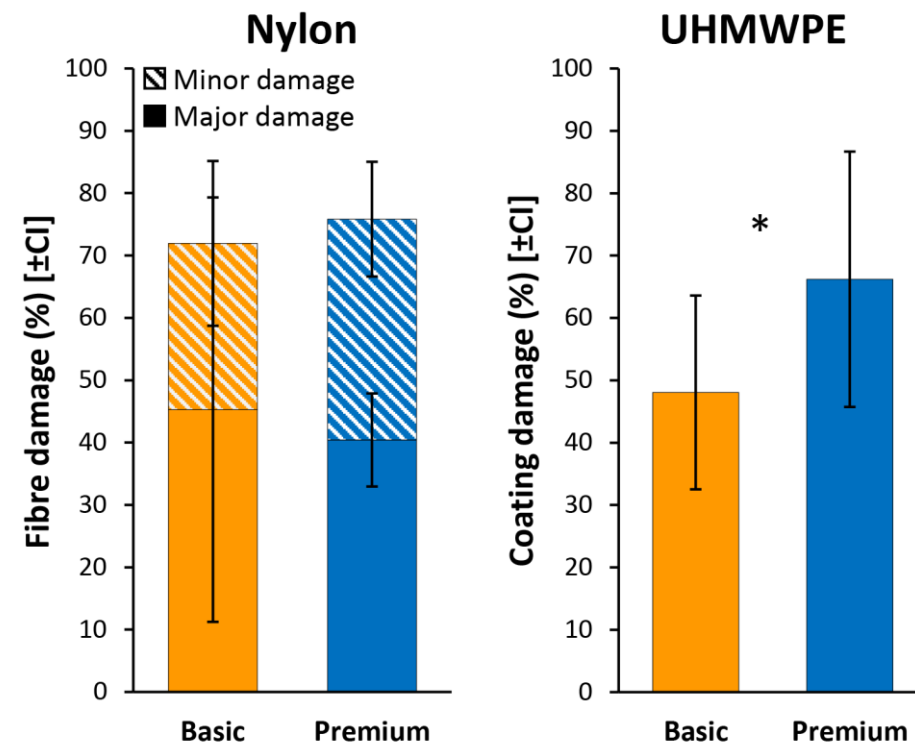 Nylon
Minor damage
Major damage
Fibre damage (%) [±CI]
100
90
80
70
60
50
40
30
20
10
0
Basic Premium
UHMWPE
Coating damage (%) [±CI]
100
90
80
70
60
50
40
30
20
10
0
*
Basic Premium